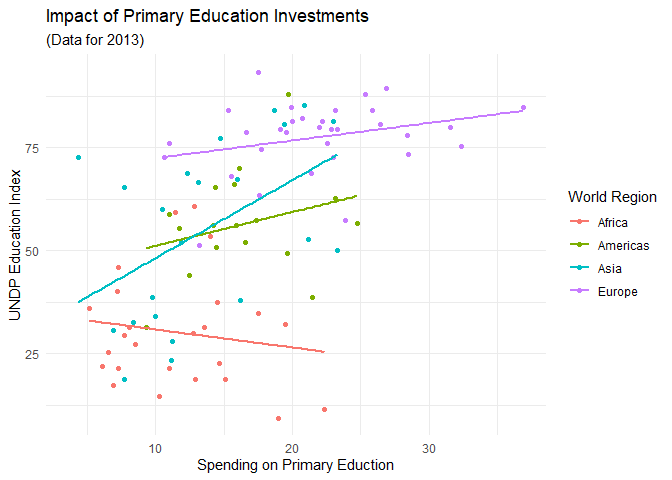 Impact of Primary Education Investments
(Data for 2013)
UNDP Education Index
75
50
25
10 20 30
Spending on Primary Eduction
World Region
Africa
Americas
Asia
Europe